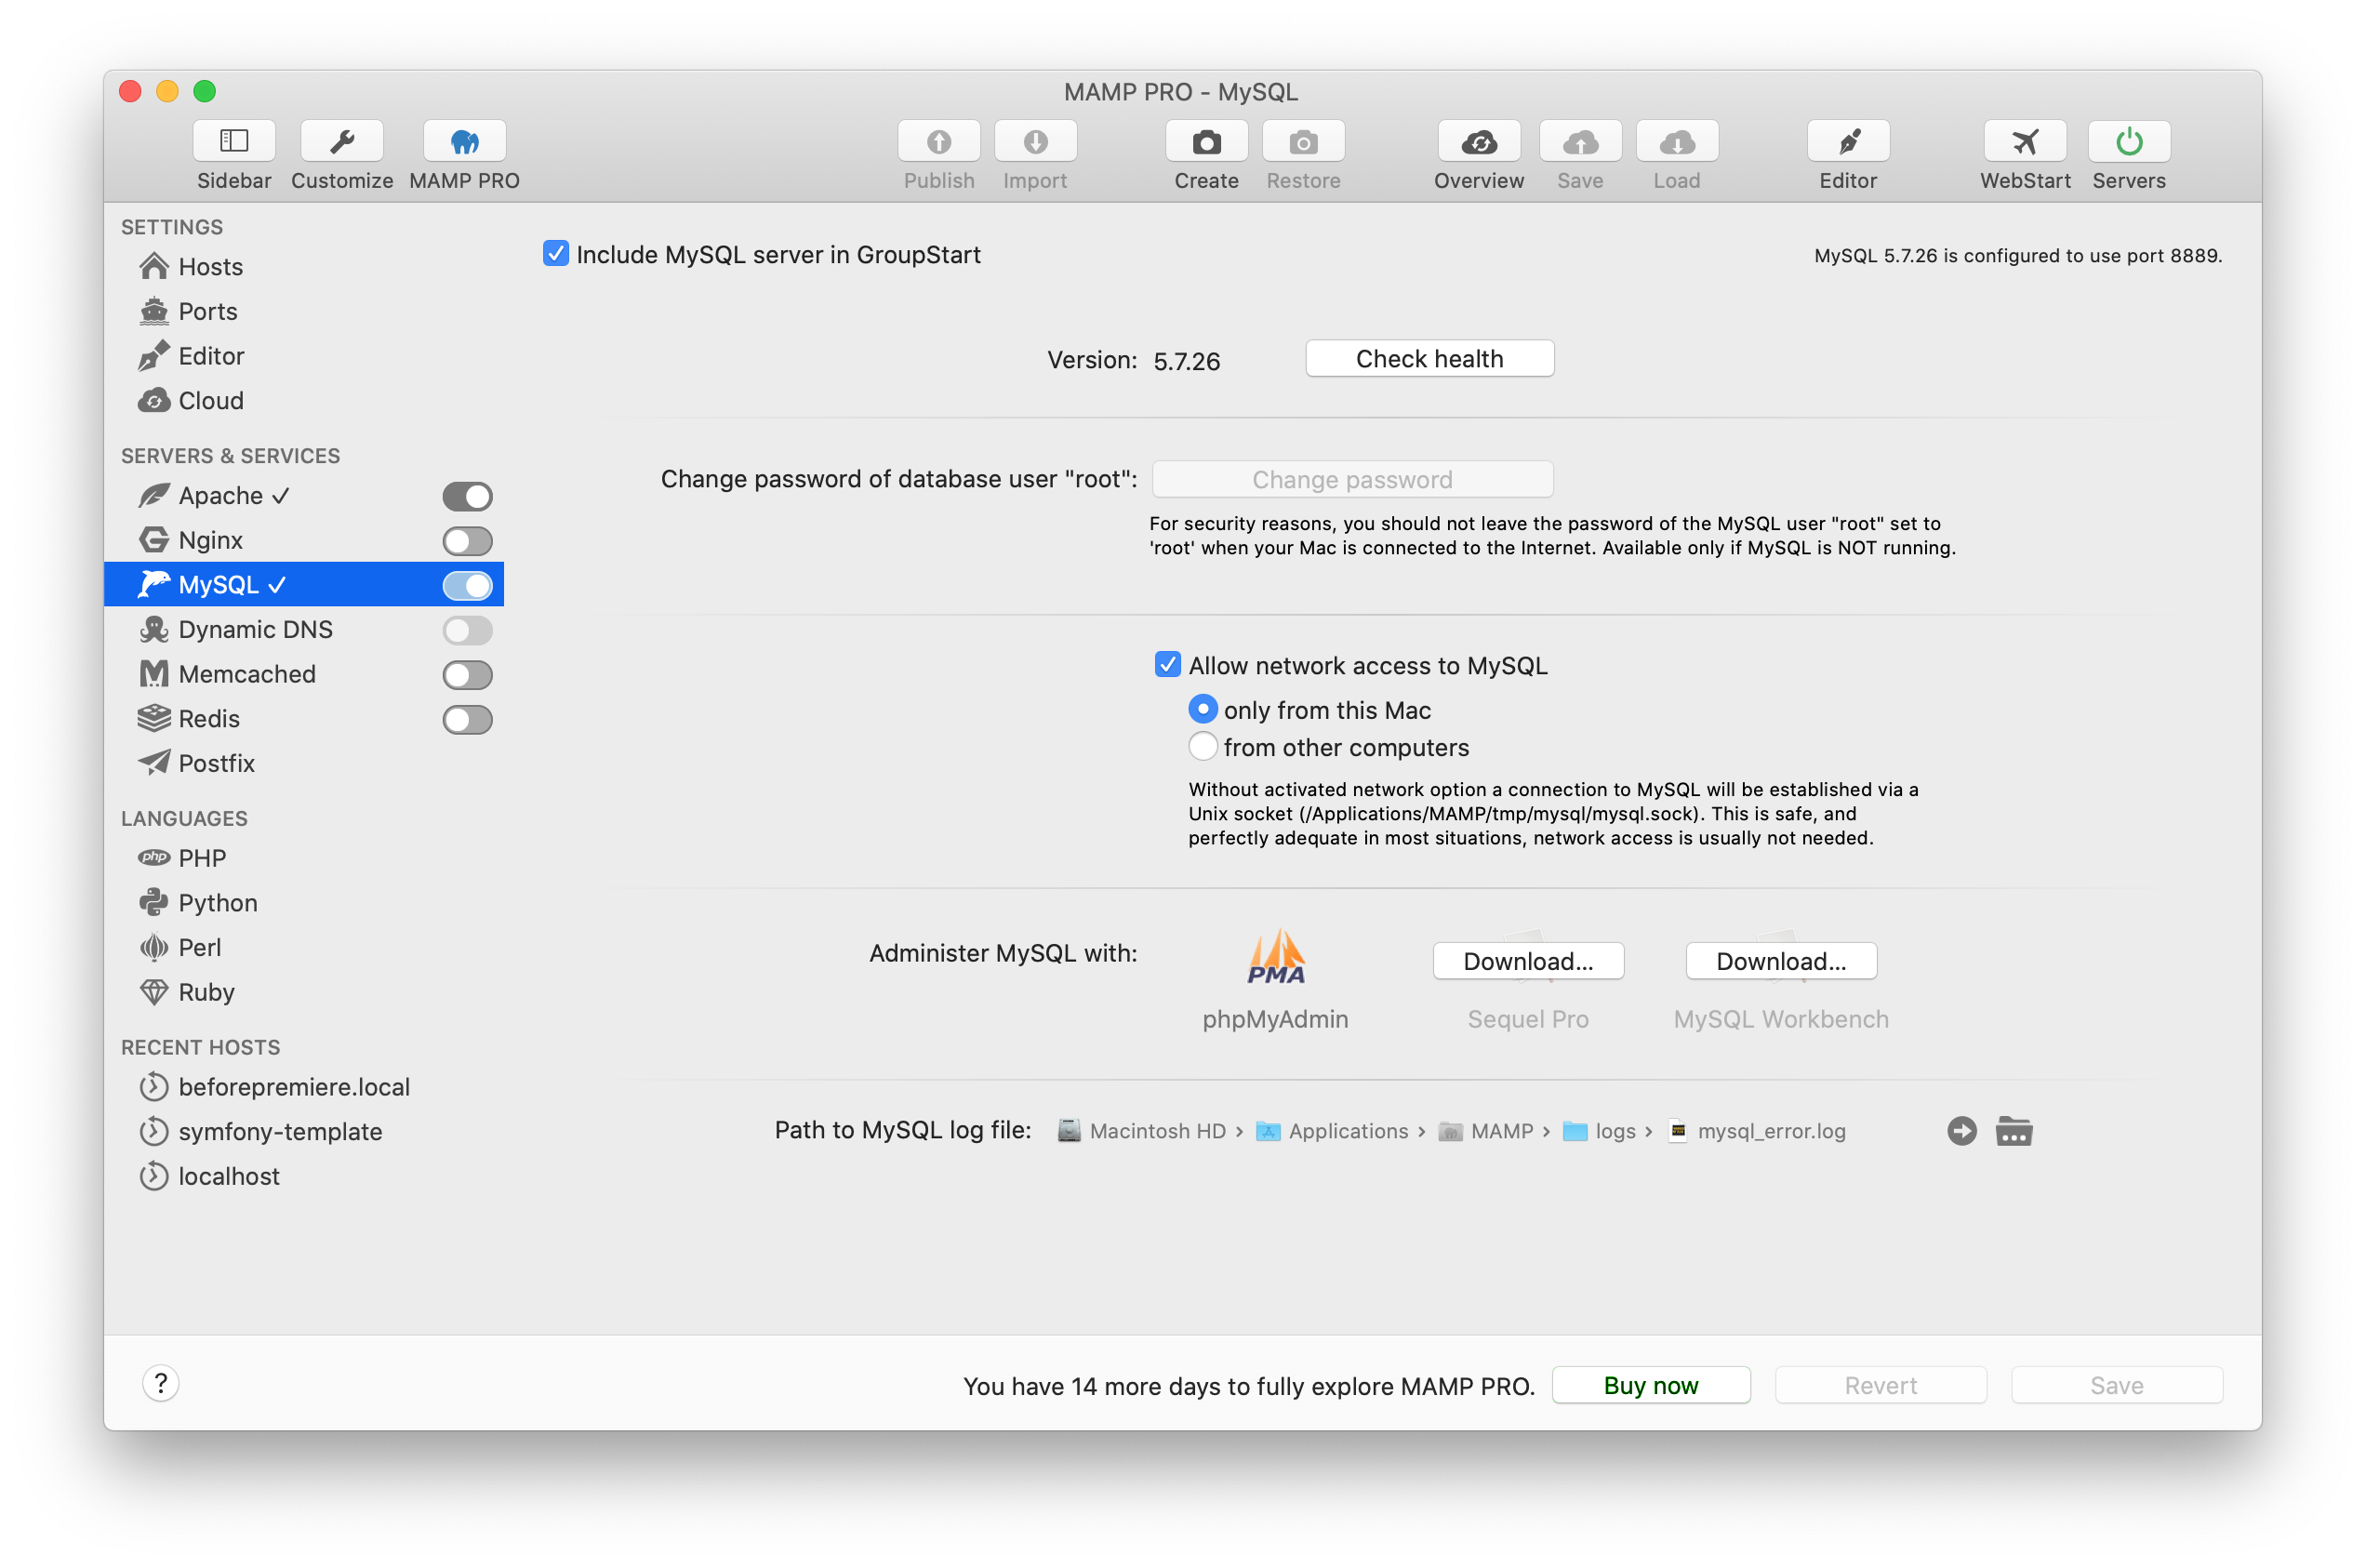 MAMP PRO - MySQL
Sidebar
Customize
MAMP PRO
Publish
Import
Create
Restore
Overview
Save
Load
Editor
WebStart
Servers
SETTINGS
Hosts
Ports
Editor
Cloud
SERVERS & SERVICES
Apache ✓
Nginx
MySQL ✓
Dynamic DNS
Memcached
Redis
Postfix
LANGUAGES
php PHP
Python
Perl
Ruby
RECENT HOSTS
beforepremiere.local
symfony-template
localhost
Include MySQL server in GroupStart
MySQL 5.7.26 is configured to use port 8889.
Version: 5.7.26
Check health
Change password of database user "root":
Change password
For security reasons, you should not leave the password of the MySQL user "root" set to
'root' when your Mac is connected to the Internet. Available only if MySQL is NOT running.
Allow network access to MySQL
only from this Mac
from other computers
Without activated network option a connection to MySQL will be established via a
Unix socket (/Applications/MAMP/tmp/mysql/mysql.sock). This is safe, and
perfectly adequate in most situations, network access is usually not needed.
Administer MySQL with:
PMA
phpMyAdmin
Download...
Sequel Pro
Download...
MySQL Workbench
Path to MySQL log file: Macintosh HD › Applications › MAMP › logs › mysql_error.log
?
You have 14 more days to fully explore MAMP PRO.
Buy now
Revert
Save